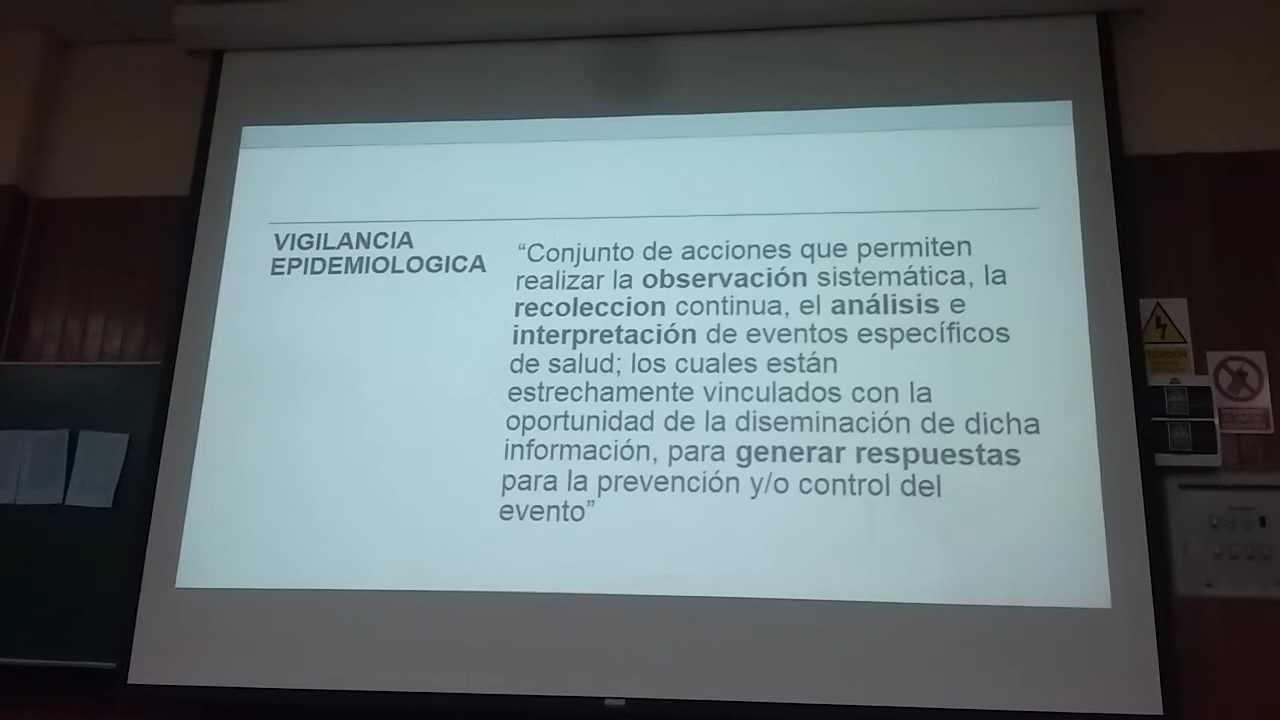 VIGILANCIA
EPIDEMIOLOGICA
“Conjunto de acciones que permiten
realizar la observación sistemática, la
recoleccion continua, el análisis e
interpretación de eventos específicos
de salud; los cuales están
estrechamente vinculados con la
oportunidad de la diseminación de dicha
información, para generar respuestas
para la prevención y/o control del
evento”
TENSIÓN